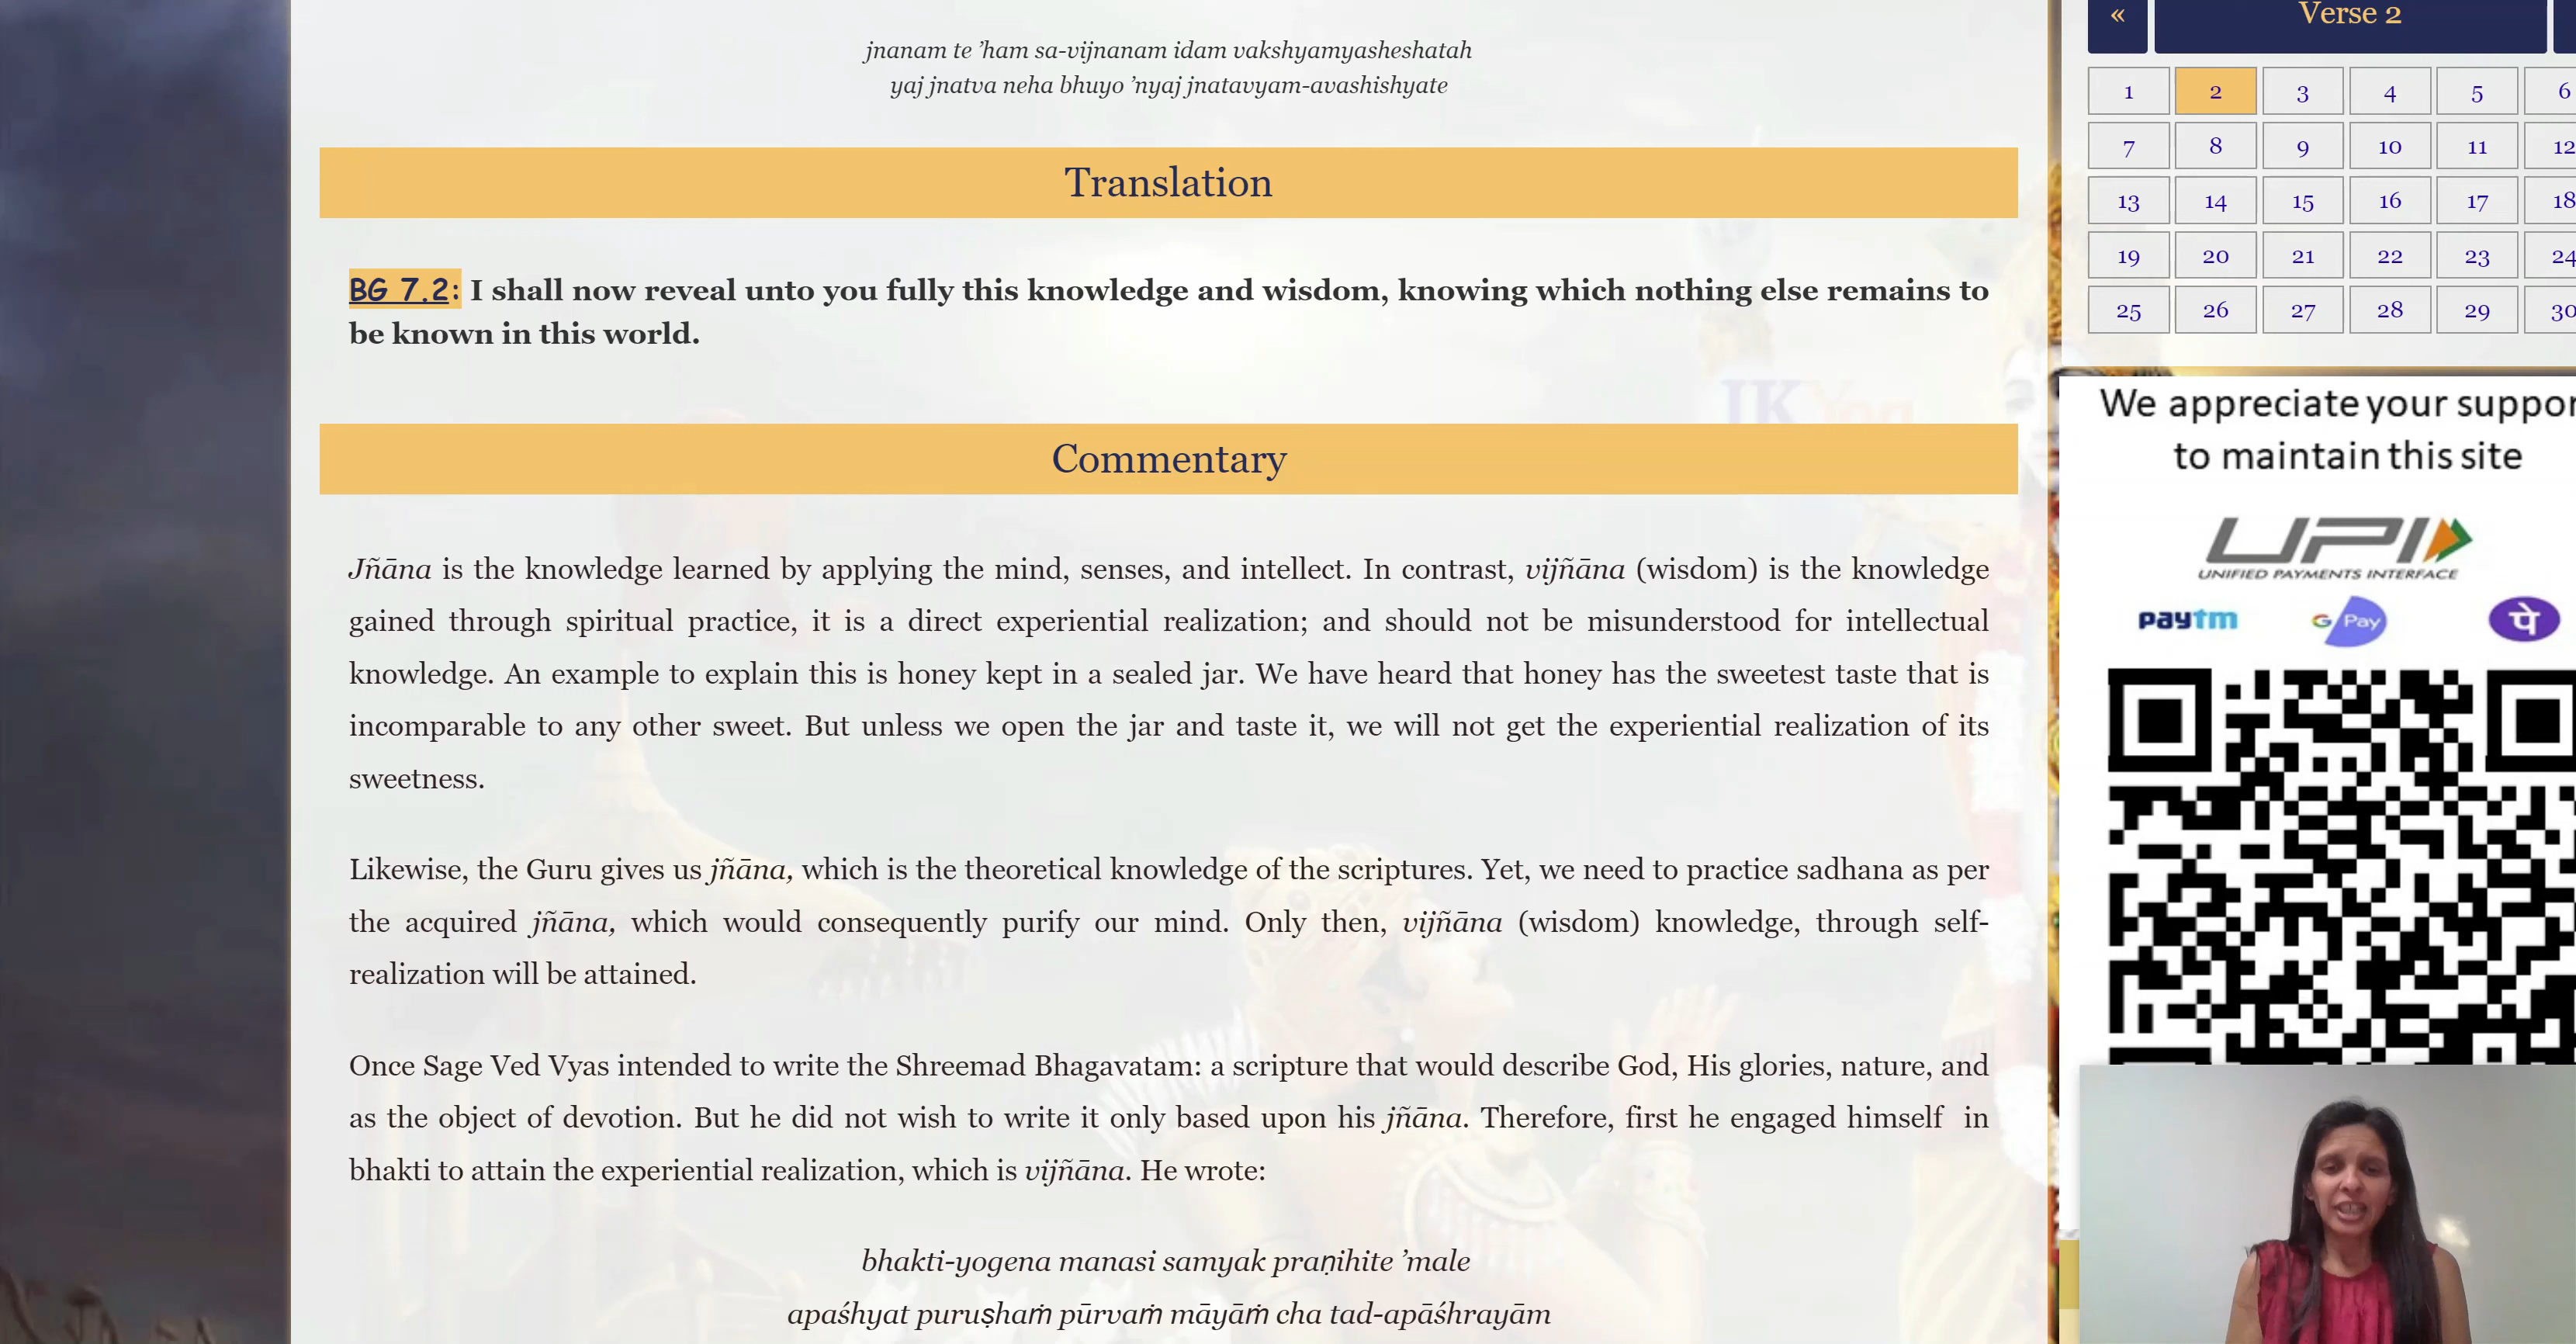 jnanam te ’ham sa-vijnanam idam vakshyamyasheshatah
yaj jnatva neha bhuyo ’nyaj jnatavyam-avashishyate
Translation
BG 7.2: I shall now reveal unto you fully this knowledge and wisdom, knowing which nothing else remains to
be known in this world.
Commentary
Jñāna is the knowledge learned by applying the mind, senses, and intellect. In contrast, vijñāna (wisdom) is the knowledge
gained through spiritual practice, it is a direct experiential realization; and should not be misunderstood for intellectual
knowledge. An example to explain this is honey kept in a sealed jar. We have heard that honey has the sweetest taste that is
incomparable to any other sweet. But unless we open the jar and taste it, we will not get the experiential realization of its
sweetness.
Likewise, the Guru gives us jñāna, which is the theoretical knowledge of the scriptures. Yet, we need to practice sadhana as per
the acquired jñāna, which would consequently purify our mind. Only then, vijñāna (wisdom) knowledge, through self-
realization will be attained.
Once Sage Ved Vyas intended to write the Shreemad Bhagavatam: a scripture that would describe God, His glories, nature, and
as the object of devotion. But he did not wish to write it only based upon his jñāna. Therefore, first he engaged himself in
bhakti to attain the experiential realization, which is vijñāna. He wrote:
bhakti-yogena manasi samyak praṇihite ’male
apaśhyat puruṣhaṁ pūrvaṁ māyāṁ cha tad-apāśhrayām
JKYog
« Verse 2
1 2 3 4 5 6
7 8 9 10 11 12
13 14 15 16 17 18
19 20 21 22 23 24
25 26 27 28 29 30
We appreciate your suppor
to maintain this site
UPI
UNIFIED PAYMENTS INTERFACE
paytm G Pay पे